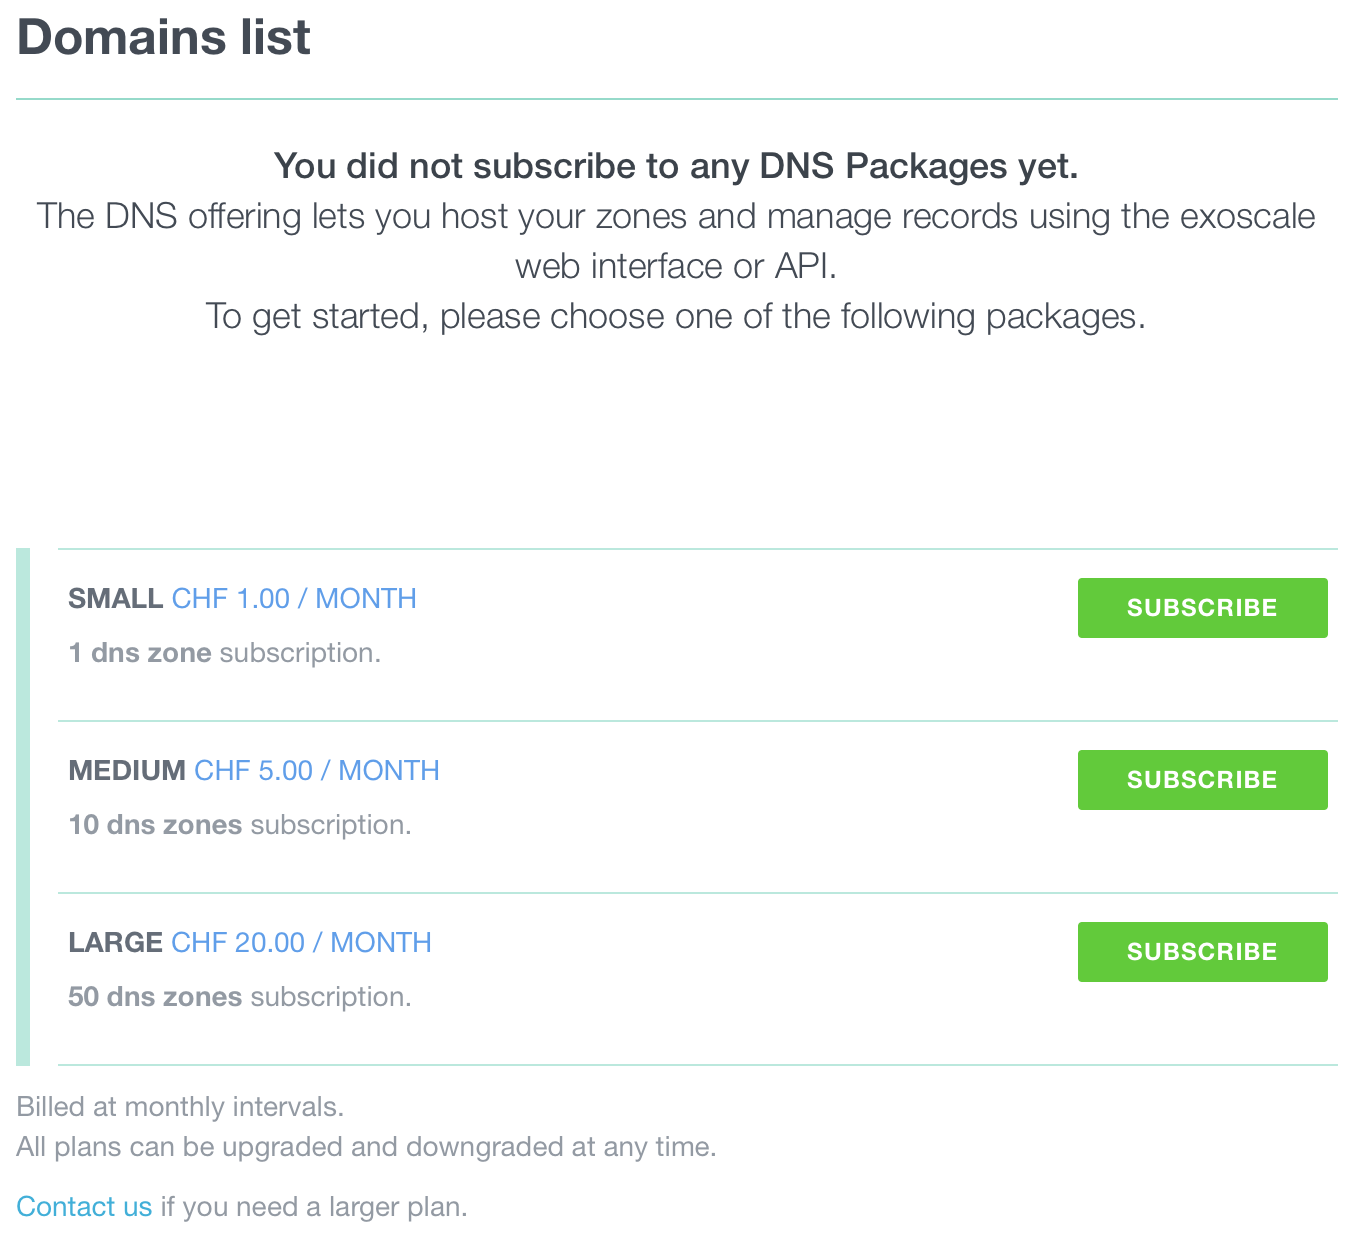 Domains list
You did not subscribe to any DNS Packages yet.
The DNS offering lets you host your zones and manage records using the exoscale
web interface or API.
To get started, please choose one of the following packages.
SMALL CHF 1.00 / MONTH
SUBSCRIBE
1 dns zone subscription.
MEDIUM CHF 5.00 / MONTH
SUBSCRIBE
10 dns zones subscription.
LARGE CHF 20.00 / MONTH
SUBSCRIBE
50 dns zones subscription.
Billed at monthly intervals.
All plans can be upgraded and downgraded at any time.
Contact us if you need a larger plan.